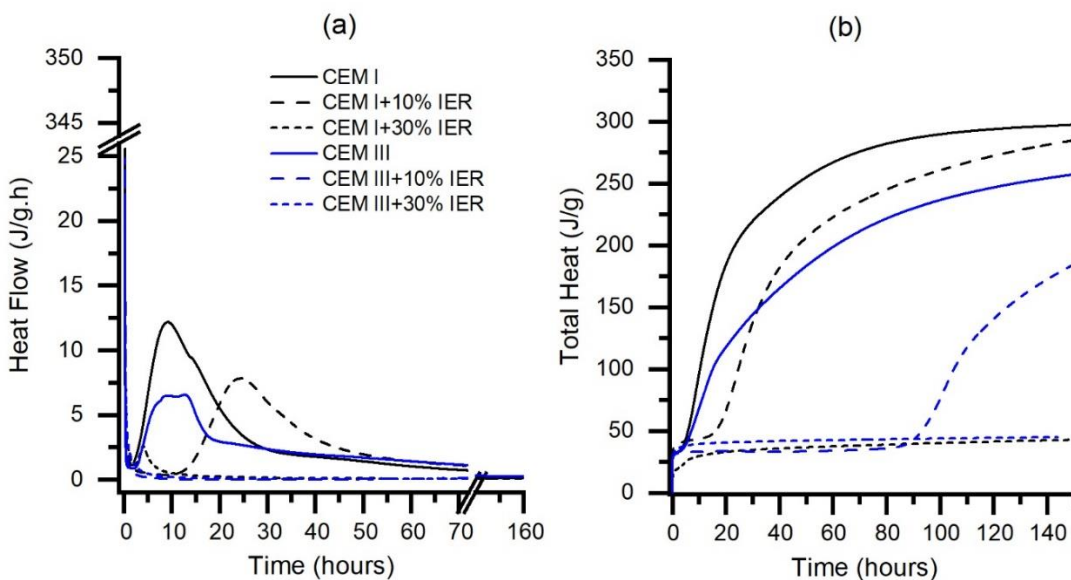 (a)
Heat Flow (J/g.h)
350
345
25
20
15
10
5
0
CEM I
CEM I+10% IER
CEM I+30% IER
CEM III
CEM III+10% IER
CEM III+30% IER
0 10 20 30 40 50 60 70 160
Time (hours)
(b)
Total Heat (J/g)
350
300
250
200
150
100
50
0
0 20 40 60 80 100 120 140
Time (hours)